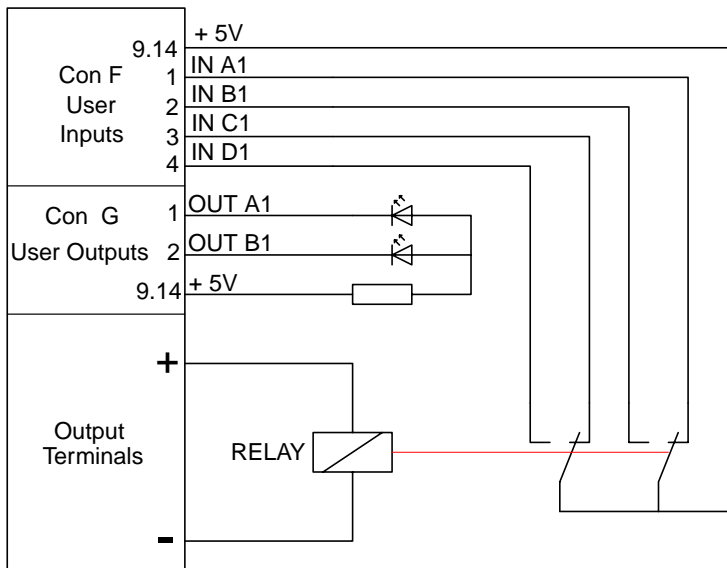 + 5V
9.14
IN A1
Con F
1
IN B1
User
2
IN C1
Inputs
3
IN D1
4
OUT A1
Con G
1
OUT B1
User Outputs
2
+ 5V
9.14
+
Output
Terminals
RELAY
-